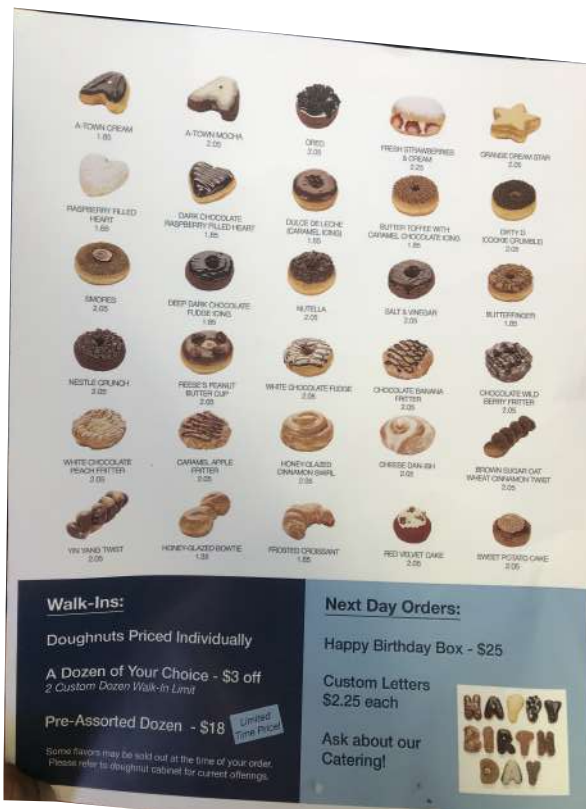 A-TOWN CREAM
1.85
A-TOWN MOCHA
2.05
OREO
2.05
FRESH STRAWBERRIES
& CREAM
2.25
ORANGE CREAM STAR
2.05
RASPBERRY FILLED
HEART
1.85
DARK CHOCOLATE
RASPBERRY FILLED HEART
1.85
DULCE DE LECHE
(CARAMEL ICING)
1.85
BUTTER TOFFEE WITH
CARAMEL CHOCOLATE ICING
1.85
DIRTY D
(COOKIE CRUMBLE)
2.05
SMORES
2.05
DEEP DARK CHOCOLATE
FUDGE ICING
1.85
NUTELLA
2.05
SALT & VINEGAR
2.05
BUTTERFINGER
1.85
NESTLE CRUNCH
2.05
REESE'S PEANUT
BUTTER CUP
2.05
WHITE CHOCOLATE FUDGE
2.05
CHOCOLATE BANANA
FRITTER
2.05
CHOCOLATE WILD
BERRY FRITTER
2.05
WHITE CHOCOLATE
PEACH FRITTER
2.05
CARAMEL APPLE
FRITTER
2.05
HONEY-GLAZED
CINNAMON SWIRL
2.05
CHEESE DANISH
2.05
BROWN SUGAR OAT
WHEAT CINNAMON TWIST
2.05
YIN YANG TWIST
2.05
HONEY-GLAZED BOWTIE
1.35
FROSTED CROISSANT
1.85
RED VELVET CAKE
2.05
SWEET POTATO CAKE
2.05
Walk-Ins:
Doughnuts Priced Individually
A Dozen of Your Choice - $3 off
2 Custom Dozen Walk-In Limit
Pre-Assorted Dozen - $18
Limited
Time Price!
Some flavors may be sold out at the time of your order.
Please refer to doughnut cabinet for current offerings.
Next Day Orders:
Happy Birthday Box - $25
Custom Letters
$2.25 each
Ask about our
Catering!
HAPPY
BIRTH
DAY